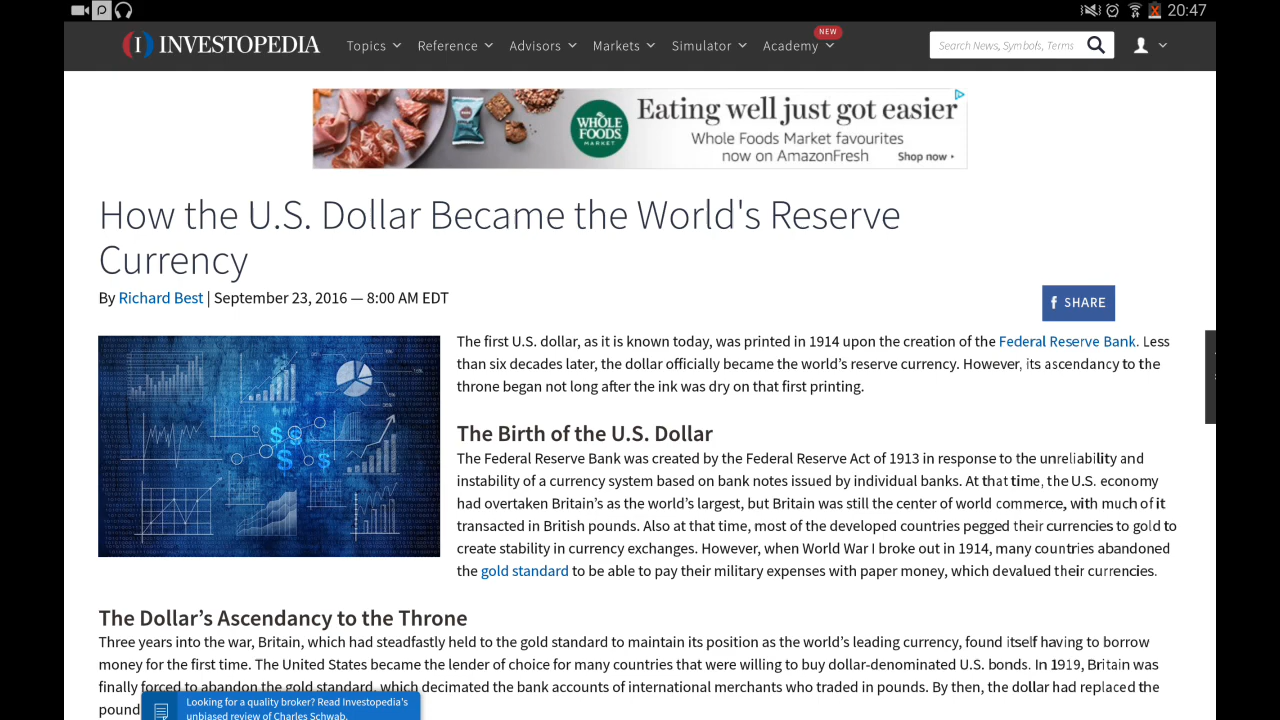 20:47
INVESTOPEDIA Topics Reference Advisors Markets Simulator Academy NEW Search News, Symbols, Terms
Eating well just got easier
WHOLE FOODS MARKET
Whole Foods Market favourites
now on AmazonFresh Shop now
How the U.S. Dollar Became the World's Reserve
Currency
By Richard Best | September 23, 2016 — 8:00 AM EDT
f SHARE
The first U.S. dollar, as it is known today, was printed in 1914 upon the creation of the Federal Reserve Bank. Less
than six decades later, the dollar officially became the world's reserve currency. However, its ascendancy to the
throne began not long after the ink was dry on that first printing.
The Birth of the U.S. Dollar
The Federal Reserve Bank was created by the Federal Reserve Act of 1913 in response to the unreliability and
instability of a currency system based on bank notes issued by individual banks. At that time, the U.S. economy
had overtaken Britain's as the world's largest, but Britain was still the center of world commerce, with much of it
transacted in British pounds. Also at that time, most of the developed countries pegged their currencies to gold to
create stability in currency exchanges. However, when World War I broke out in 1914, many countries abandoned
the gold standard to be able to pay their military expenses with paper money, which devalued their currencies.
The Dollar's Ascendancy to the Throne
Three years into the war, Britain, which had steadfastly held to the gold standard to maintain its position as the world's leading currency, found itself having to borrow
money for the first time. The United States became the lender of choice for many countries that were willing to buy dollar-denominated U.S. bonds. In 1919, Britain was
finally forced to abandon the gold standard, which decimated the bank accounts of international merchants who traded in pounds. By then, the dollar had replaced the
pound
Looking for a quality broker? Read Investopedia's
unbiased review of Charles Schwab.